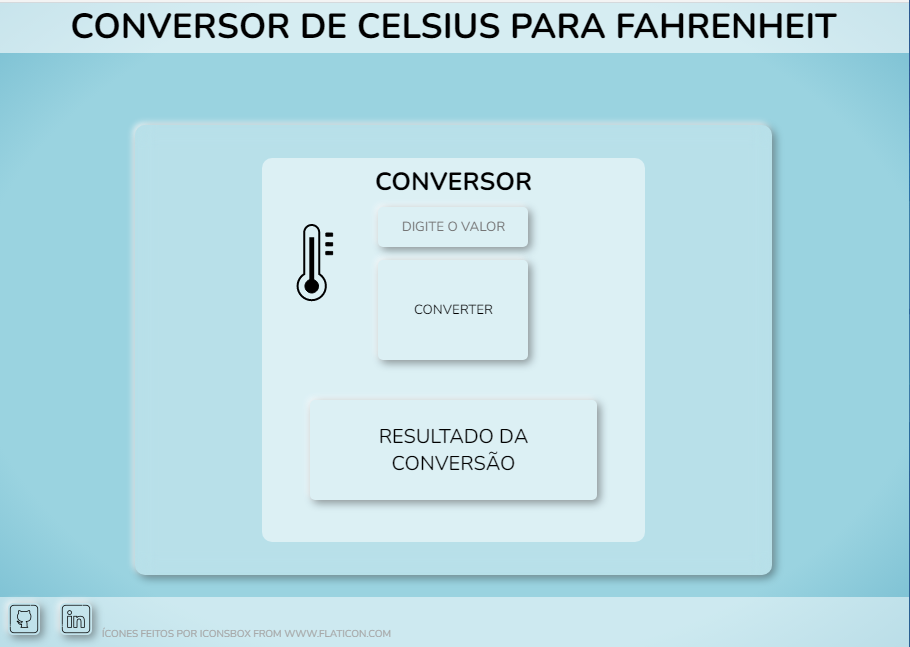 CONVERSOR DE CELSIUS PARA FAHRENHEIT
CONVERSOR
DIGITE O VALOR
CONVERTER
RESULTADO DA
CONVERSÃO
in
ÍCONES FEITOS POR ICONSBOX FROM WWW.FLATICON.COM